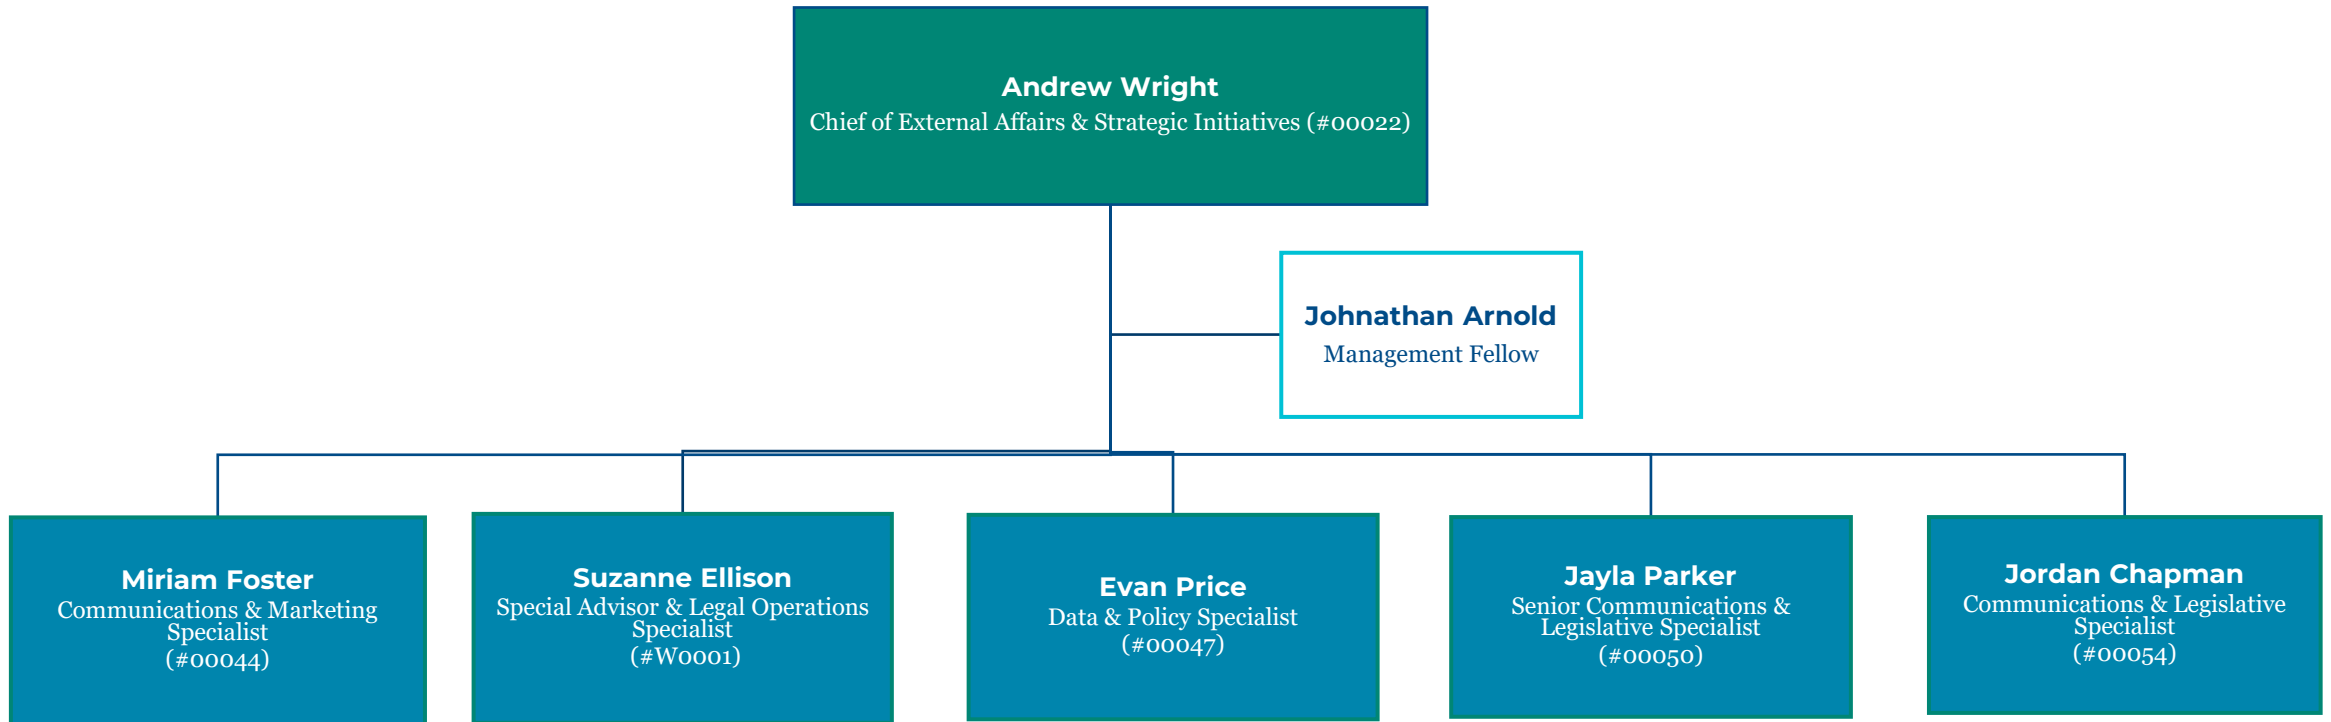 Andrew Wright
Chief of External Affairs & Strategic Initiatives (#00022)
Johnathan Arnold
Management Fellow
Miriam Foster
Communications & Marketing
Specialist
(#00044)
Suzanne Ellison
Special Advisor & Legal Operations
Specialist
(#W0001)
Evan Price
Data & Policy Specialist
(#00047)
Jayla Parker
Senior Communications &
Legislative Specialist
(#00050)
Jordan Chapman
Communications & Legislative
Specialist
(#00054)